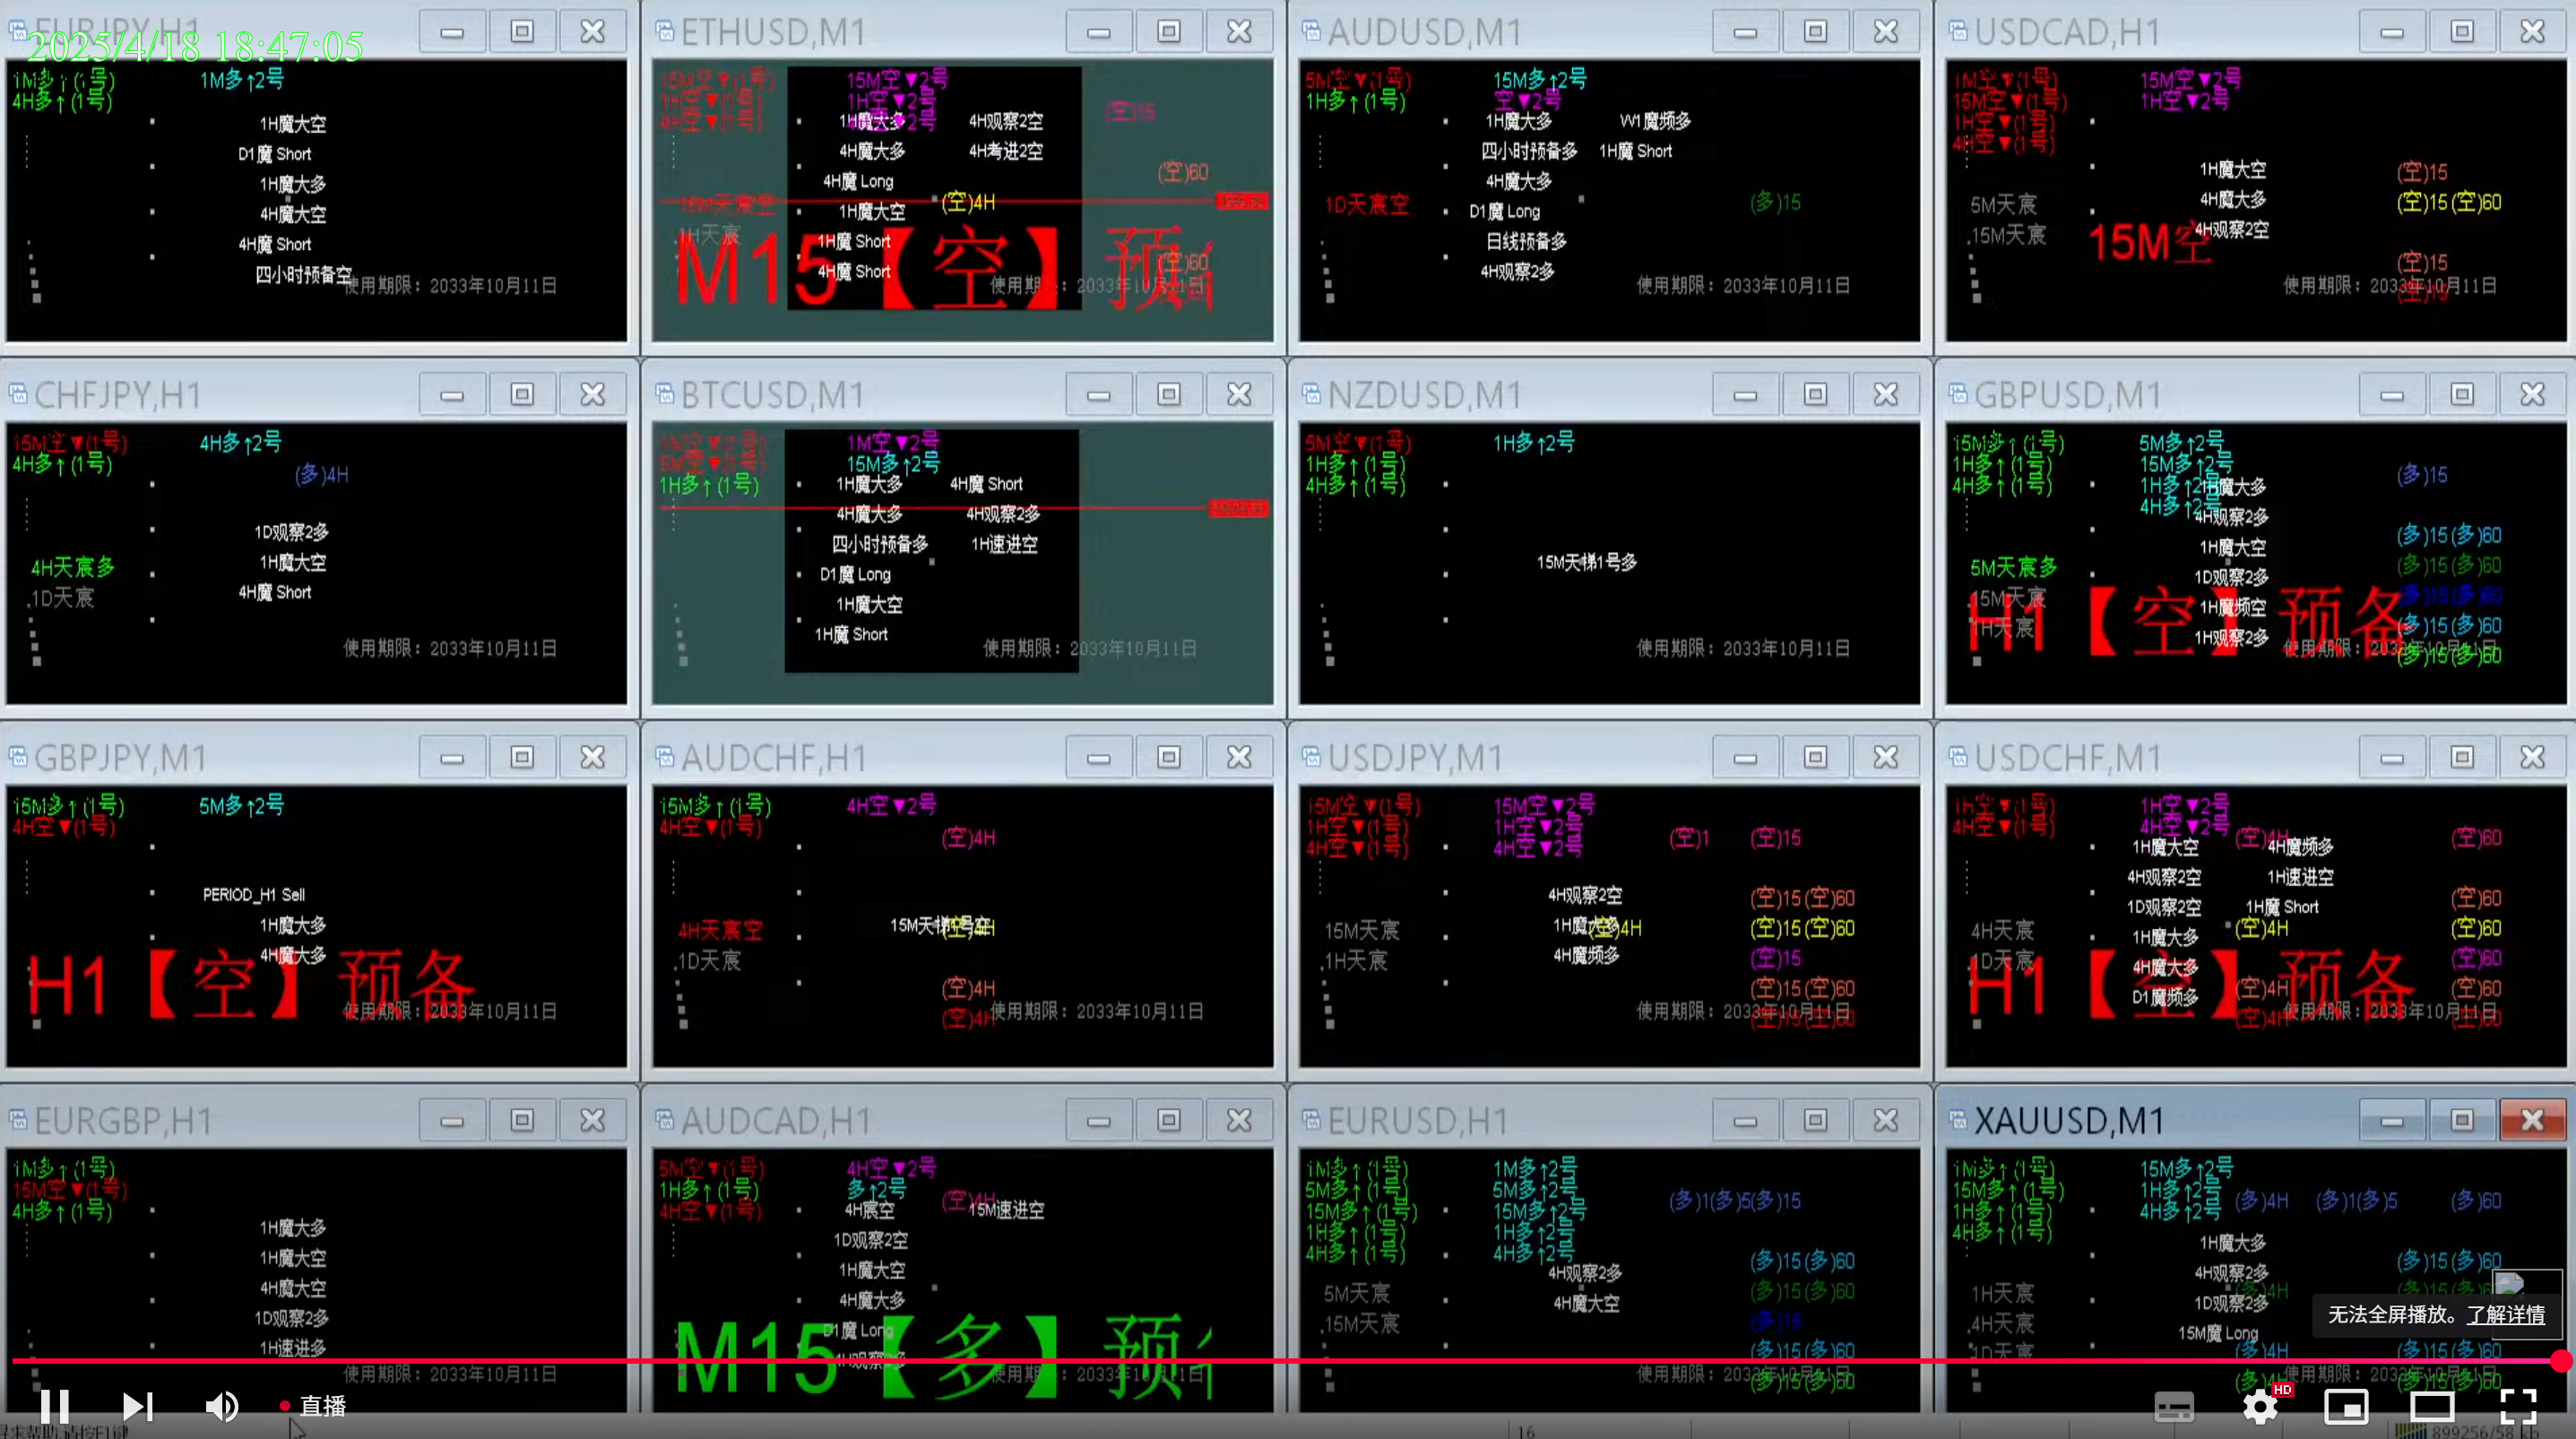 EURJPY,H1
2025/4/18 18:47:05
1M多↑(1号)
4H多↑(1号)
1M多↑2号
1H魔大空
D1魔 Short
1H魔大多
4H魔大空
4H魔 Short
四小时预备空
使用期限：2033年10月11日
ETHUSD,M1
15M空▼(1号)
1H空▼(1号)
4H空▼(1号)
15M空▼2号
1H空▼2号
4H空▼2号
1H魔大多
4H观察2空
4H魔大多
4H考进2空
4H魔 Long
1H魔大空
1H魔 Short
4H魔 Short
(空)15
(空)60
(空)4H
(空)60
15M天宸空
.1H天宸
M15【空】预
使用期限：2033年10月11日
AUDUSD,M1
5M空▼(1号)
1H多↑(1号)
15M多↑2号
空▼2号
1H魔大多
W1魔频多
四小时预备多
1H魔 Short
4H魔大多
D1魔 Long
日线预备多
4H观察2多
1D天宸空
(多)15
使用期限：2033年10月11日
USDCAD,H1
1M空▼(1号)
15M空▼(1号)
1H空▼(1号)
4H空▼(1号)
15M空▼2号
1H空▼2号
1H魔大空
4H魔大多
4H观察2空
5M天宸
.15M天宸
15M空
(空)15
(空)15(空)60
(空)15
(空)15
使用期限：2033年10月11日
CHFJPY,H1
15M空▼(1号)
4H多↑(1号)
4H多↑2号
(多)4H
1D观察2多
1H魔大空
4H魔 Short
4H天宸多
.1D天宸
使用期限：2033年10月11日
BTCUSD,M1
1M空▼(1号)
5M空▼(1号)
1H多↑(1号)
1M空▼2号
15M多↑2号
1H魔大多
4H魔 Short
4H魔大多
4H观察2多
四小时预备多
1H速进空
D1魔 Long
1H魔大空
1H魔 Short
使用期限：2033年10月11日
NZDUSD,M1
5M空▼(1号)
1H多↑(1号)
4H多↑(1号)
1H多↑2号
15M天梯1号多
使用期限：2033年10月11日
GBPUSD,M1
15M多↑(1号)
1H多↑(1号)
4H多↑(1号)
5M多↑2号
15M多↑2号
1H多↑2号
4H多↑2号
1H魔大多
4H观察2多
1H魔大空
1D观察2多
1H魔频空
1H观察2多
5M天宸多
.15M天宸
1H天宸
(多)15
(多)15(多)60
(多)15(多)60
(多)15(多)60
(多)15(多)60
(多)15(多)60
H1【空】预备
使用期限：2033年10月11日
GBPJPY,M1
15M多↑(1号)
4H空▼(1号)
5M多↑2号
PERIOD_H1 Sell
1H魔大多
4H魔大多
H1【空】预备
使用期限：2033年10月11日
AUDCHF,H1
15M多↑(1号)
4H空▼(1号)
4H空▼2号
(空)4H
15M天梯1号空
(空)4H
4H天宸空
.1D天宸
(空)4H
(空)4H
使用期限：2033年10月11日
USDJPY,M1
15M空▼(1号)
1H空▼(1号)
4H空▼(1号)
15M空▼2号
1H空▼2号
4H空▼2号
(空)1
(空)15
4H观察2空
1H魔大多
(空)4H
4H魔频多
15M天宸
.1H天宸
(空)15(空)60
(空)15(空)60
(空)15
(空)15(空)60
(空)15(空)60
使用期限：2033年10月11日
USDCHF,M1
1H空▼(1号)
4H空▼(1号)
1H空▼2号
4H空▼2号
(空)4H
(空)60
1H魔大空
4H魔频多
4H观察2空
1H速进空
1D观察2空
1H魔 Short
1H魔大多
(空)4H
4H魔大多
D1魔频多
4H天宸
.1D天宸
(空)60
(空)60
(空)60
(空)4H
(空)60
(空)4H
(空)60
H1【空】预备
使用期限：2033年10月11日
EURGBP,H1
1M多↑(1号)
15M空▼(1号)
4H多↑(1号)
1H魔大多
1H魔大空
4H魔大空
1D观察2多
1H速进多
使用期限：2033年10月11日
AUDCAD,H1
5M空▼(1号)
1H多↑(1号)
4H空▼(1号)
4H空▼2号
多↑2号
(空)4H
4H宸空
15M速进空
1D观察2空
1H魔大空
4H魔大多
D1魔 Long
M15【多】预
使用期限：2033年10月11日
EURUSD,H1
1M多↑(1号)
5M多↑(1号)
15M多↑(1号)
1H多↑(1号)
4H多↑(1号)
1M多↑2号
5M多↑2号
15M多↑2号
1H多↑2号
4H多↑2号
(多)1(多)5(多)15
4H观察2多
4H魔大空
5M天宸
.15M天宸
(多)15(多)60
(多)15(多)60
(多)15
(多)15(多)60
(多)15(多)60
使用期限：2033年10月11日
XAUUSD,M1
1M多↑(1号)
15M多↑(1号)
1H多↑(1号)
4H多↑(1号)
15M多↑2号
1H多↑2号
4H多↑2号
(多)4H
(多)1(多)5
(多)60
1H魔大多
4H观察2多
1D观察2多
15M魔 Long
1H天宸
.4H天宸
1D天宸
(多)15(多)60
(多)4H
(多)4H
(多)15(多)60
使用期限：2033年10月11日
无法全屏播放。了解详情
直播
HD
16
899256/58 kb